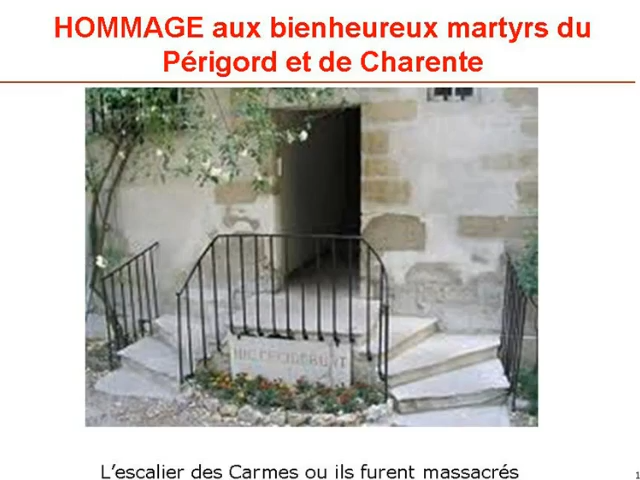 HOMMAGE aux bienheureux martyrs du
Périgord et de Charente
HIC CECIDERUNT
L'escalier des Carmes ou ils furent massacrés
1